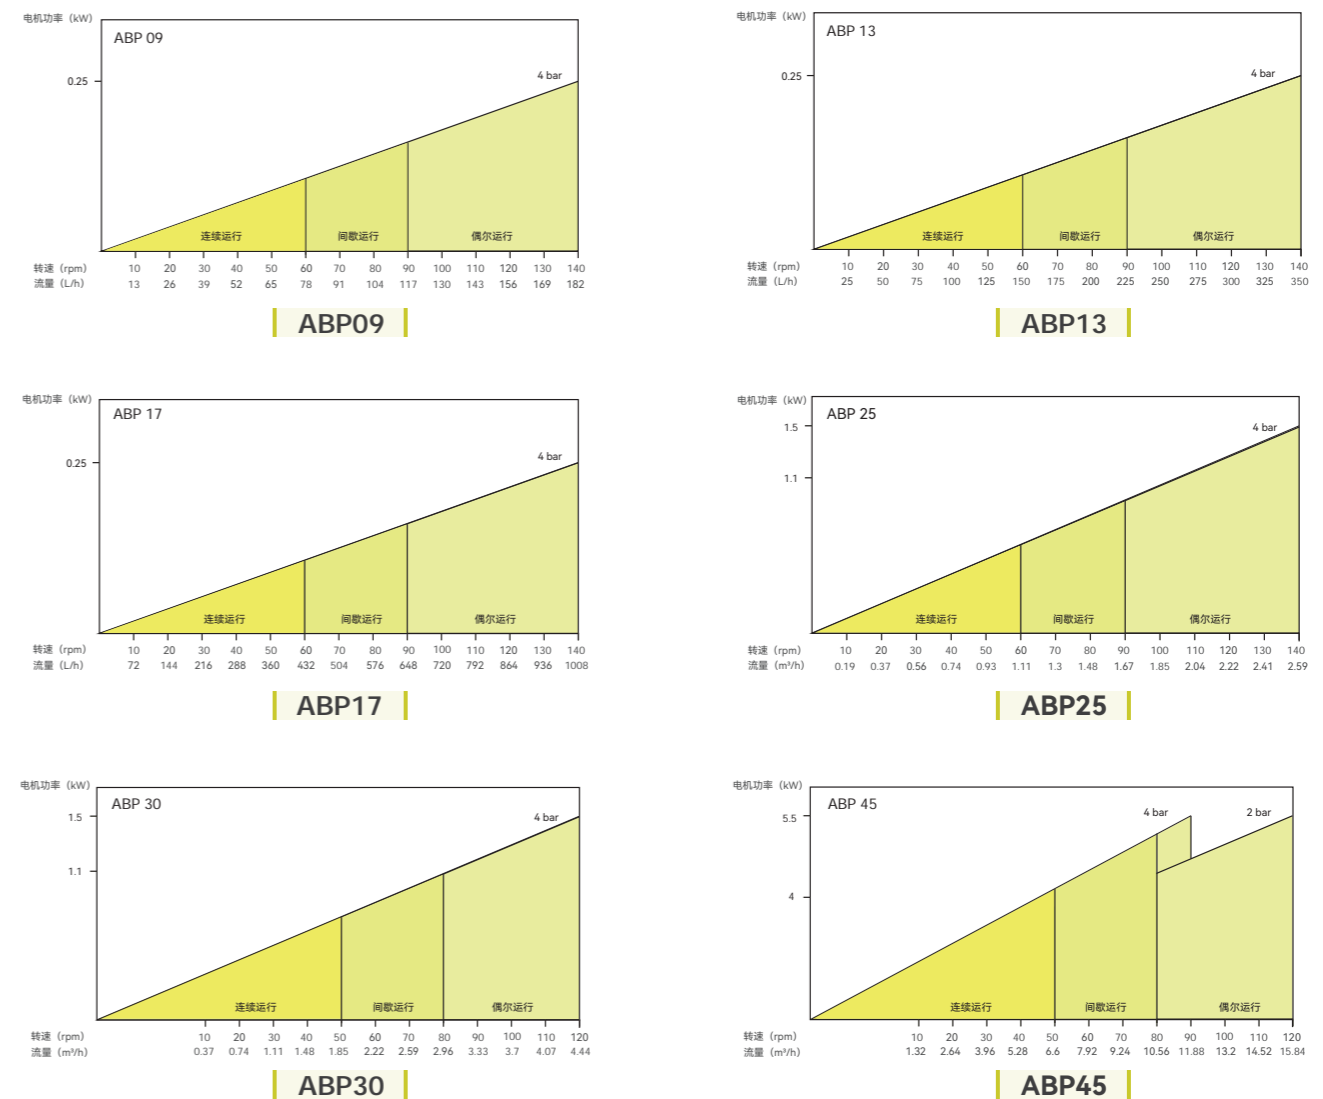 电机功率（kW）
ABP 09
0.25
4 bar
连续运行 间歇运行 偶尔运行
转速（rpm） 10 20 30 40 50 60 70 80 90 100 110 120 130 140
流量（L/h） 13 26 39 52 65 78 91 104 117 130 143 156 169 182
ABP09
电机功率（kW）
ABP 13
0.25
4 bar
连续运行 间歇运行 偶尔运行
转速（rpm） 10 20 30 40 50 60 70 80 90 100 110 120 130 140
流量（L/h） 25 50 75 100 125 150 175 200 225 250 275 300 325 350
ABP13
电机功率（kW）
ABP 17
0.25
4 bar
连续运行 间歇运行 偶尔运行
转速（rpm） 10 20 30 40 50 60 70 80 90 100 110 120 130 140
流量（L/h） 72 144 216 288 360 432 504 576 648 720 792 864 936 1008
ABP17
电机功率（kW）
ABP 25
1.5
4 bar
1.1
连续运行 间歇运行 偶尔运行
转速（rpm） 10 20 30 40 50 60 70 80 90 100 110 120 130 140
流量（m³/h） 0.19 0.37 0.56 0.74 0.93 1.11 1.3 1.48 1.67 1.85 2.04 2.22 2.41 2.59
ABP25
电机功率（kW）
ABP 30
1.5
4 bar
1.1
连续运行 间歇运行 偶尔运行
转速（rpm） 10 20 30 40 50 60 70 80 90 100 110 120
流量（m³/h） 0.37 0.74 1.11 1.48 1.85 2.22 2.59 2.96 3.33 3.7 4.07 4.44
ABP30
电机功率（kW）
ABP 45
4 bar 2 bar
5.5
4
连续运行 间歇运行 偶尔运行
转速（rpm） 10 20 30 40 50 60 70 80 90 100 110 120
流量（m³/h） 1.32 2.64 3.96 5.28 6.6 7.92 9.24 10.56 11.88 13.2 14.52 15.84
ABP45